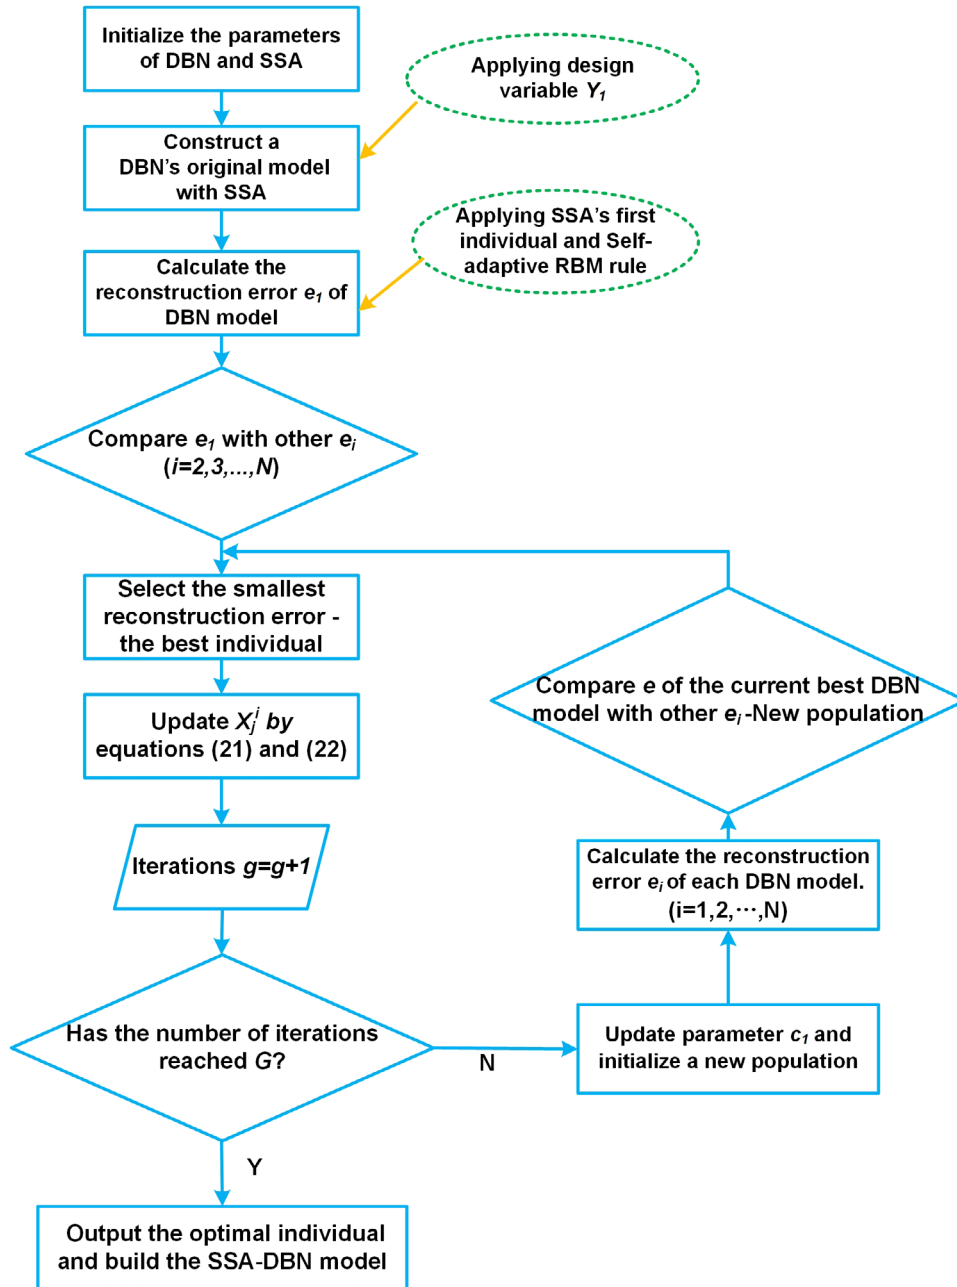 Initialize the parameters
of DBN and SSA
Applying design
variable Y₁
Construct a
DBN's original model
with SSA
Applying SSA's first
individual and Self-
adaptive RBM rule
Calculate the
reconstruction error e₁ of
DBN model
Compare e₁ with other eᵢ
(i=2,3,...,N)
Select the smallest
reconstruction error -
the best individual
Update Xⱼⁱ by
equations (21) and (22)
Iterations g=g+1
Has the number of iterations
reached G?
N
Y
Output the optimal individual
and build the SSA-DBN model
Update parameter c₁ and
initialize a new population
Calculate the reconstruction
error eᵢ of each DBN model.
(i=1,2,⋯,N)
Compare e of the current best DBN
model with other eᵢ -New population